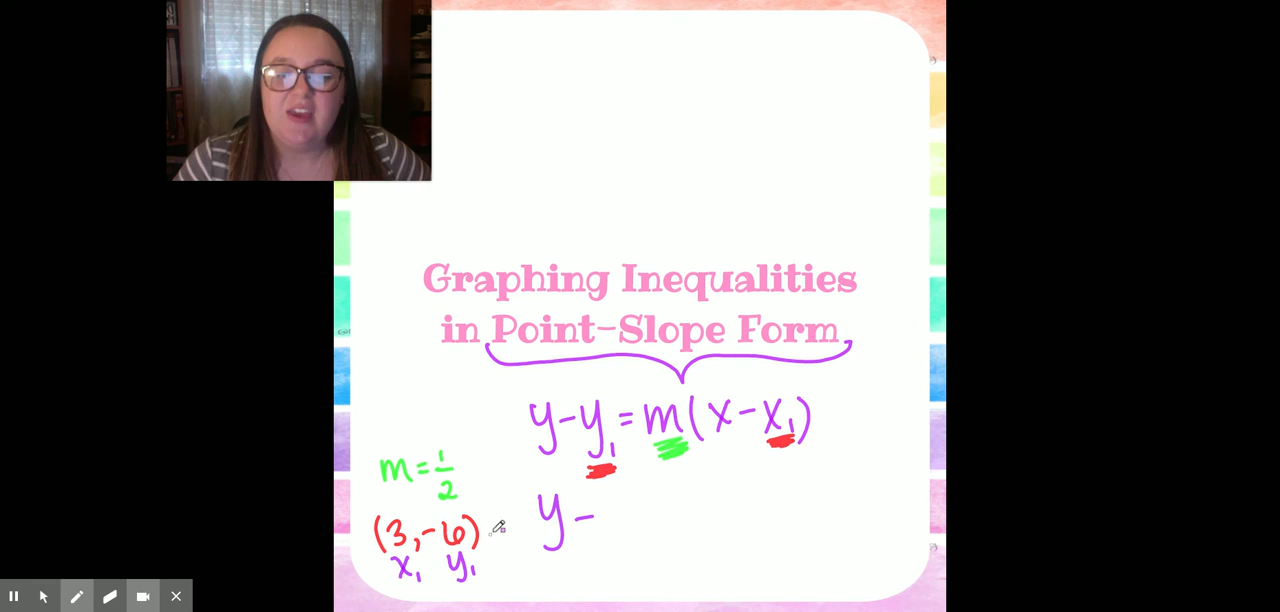 Graphing Inequalities
in Point-Slope Form
y-y₁=m(x-x₁)
m=1/2
y-
(3,-6)
x₁ y₁